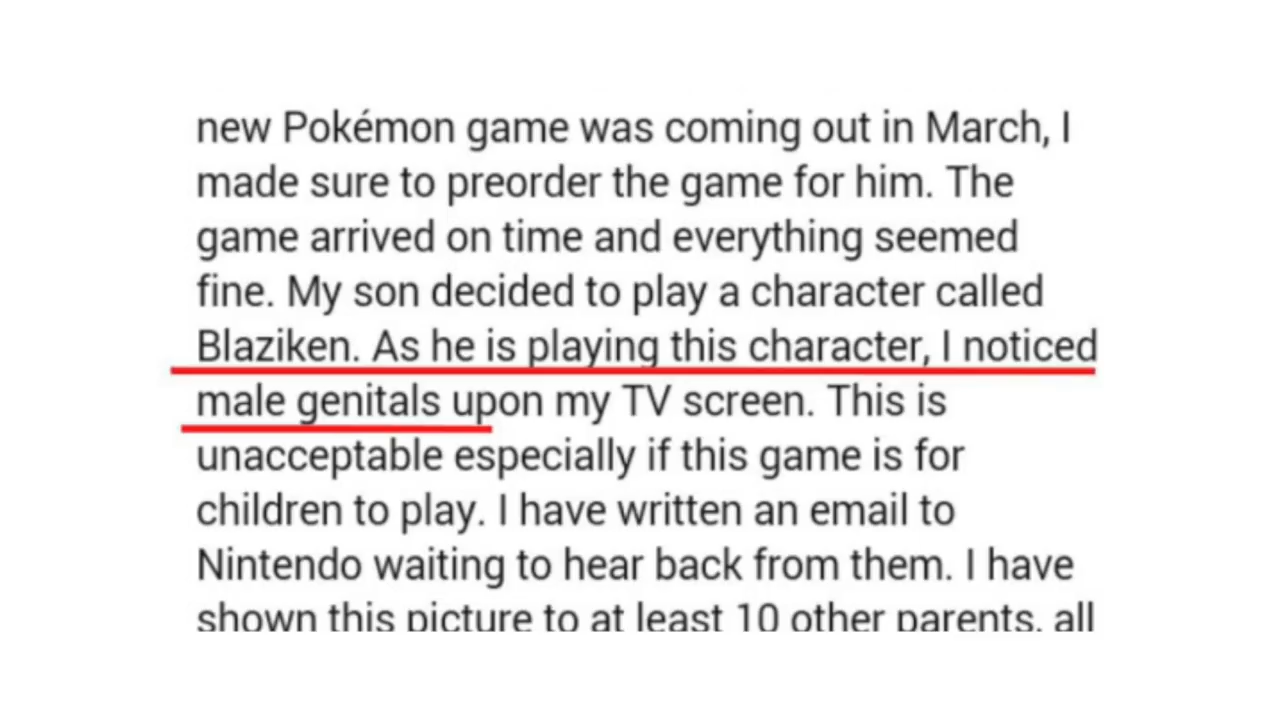 new Pokémon game was coming out in March, I
made sure to preorder the game for him. The
game arrived on time and everything seemed
fine. My son decided to play a character called
Blaziken. As he is playing this character, I noticed
male genitals upon my TV screen. This is
unacceptable especially if this game is for
children to play. I have written an email to
Nintendo waiting to hear back from them. I have
shown this picture to at least 10 other parents, all